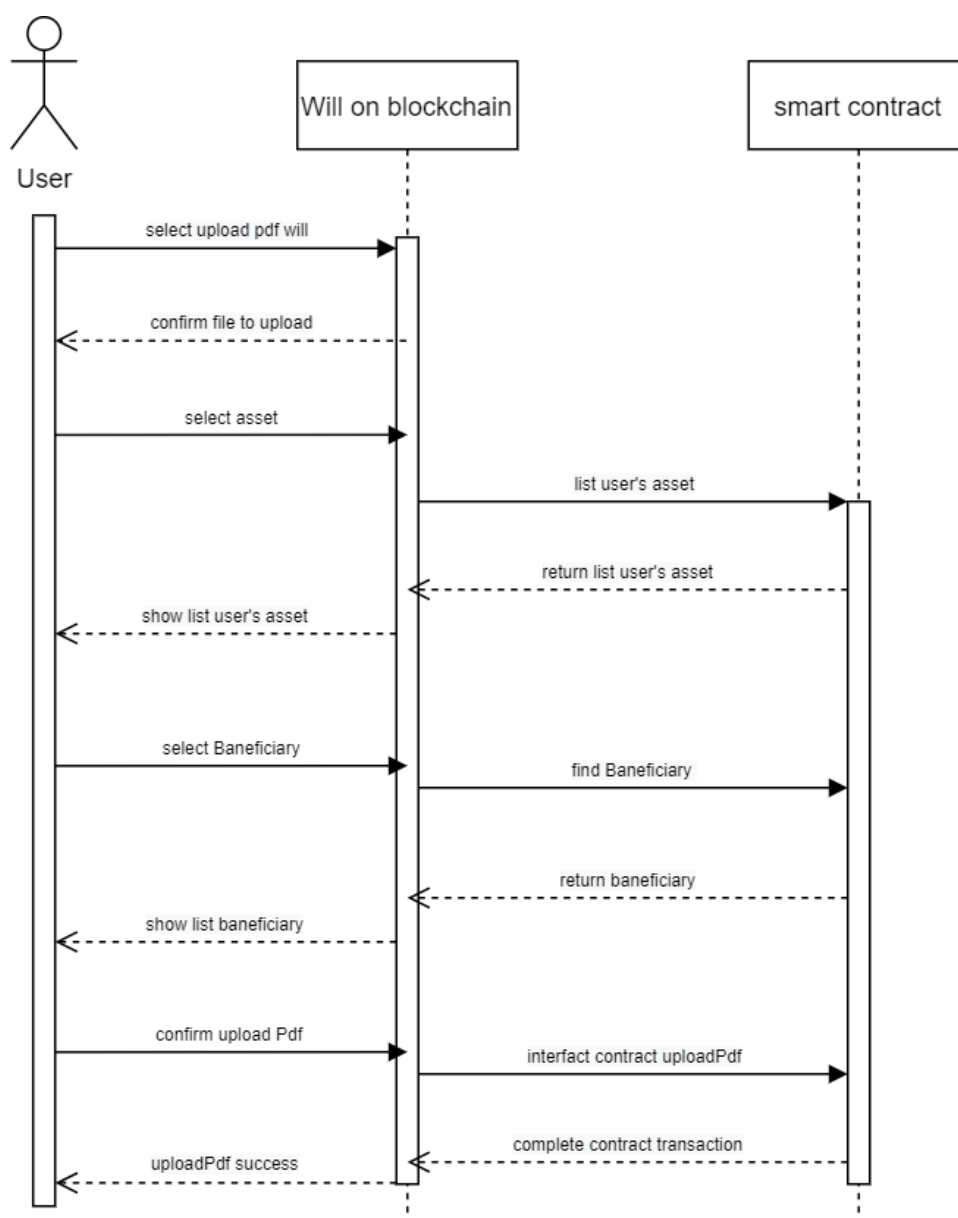 Will on blockchain
smart contract
User
select upload pdf will
confirm file to upload
select asset
list user's asset
return list user's asset
show list user's asset
select Baneficiary
find Baneficiary
return baneficiary
show list baneficiary
confirm upload Pdf
interfact contract uploadPdf
complete contract transaction
uploadPdf success